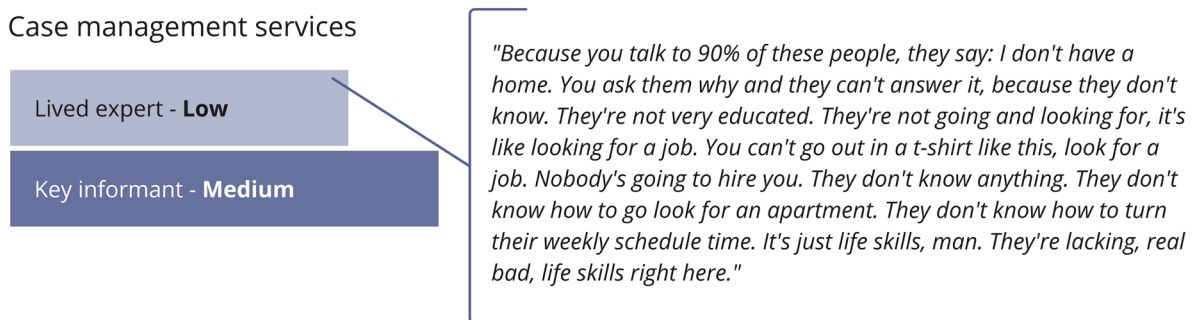 Case management services
Lived expert - Low
Key informant - Medium
"Because you talk to 90% of these people, they say: I don't have a
home. You ask them why and they can't answer it, because they don't
know. They're not very educated. They're not going and looking for, it's
like looking for a job. You can't go out in a t-shirt like this, look for a
job. Nobody's going to hire you. They don't know anything. They don't
know how to go look for an apartment. They don't know how to turn
their weekly schedule time. It's just life skills, man. They're lacking, real
bad, life skills right here."